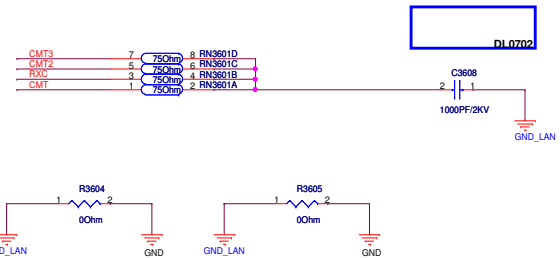 DL0702
CMT3 7 75Ohm 8 RN3601D
CMT2 5 75Ohm 6 RN3601C
RXC 3 75Ohm 4 RN3601B
CMT 1 75Ohm 2 RN3601A
C3608
2 1
1000PF/2KV
GND_LAN
R3604
1 2
0Ohm
D_LAN GND
R3605
1 2
0Ohm
GND_LAN GND